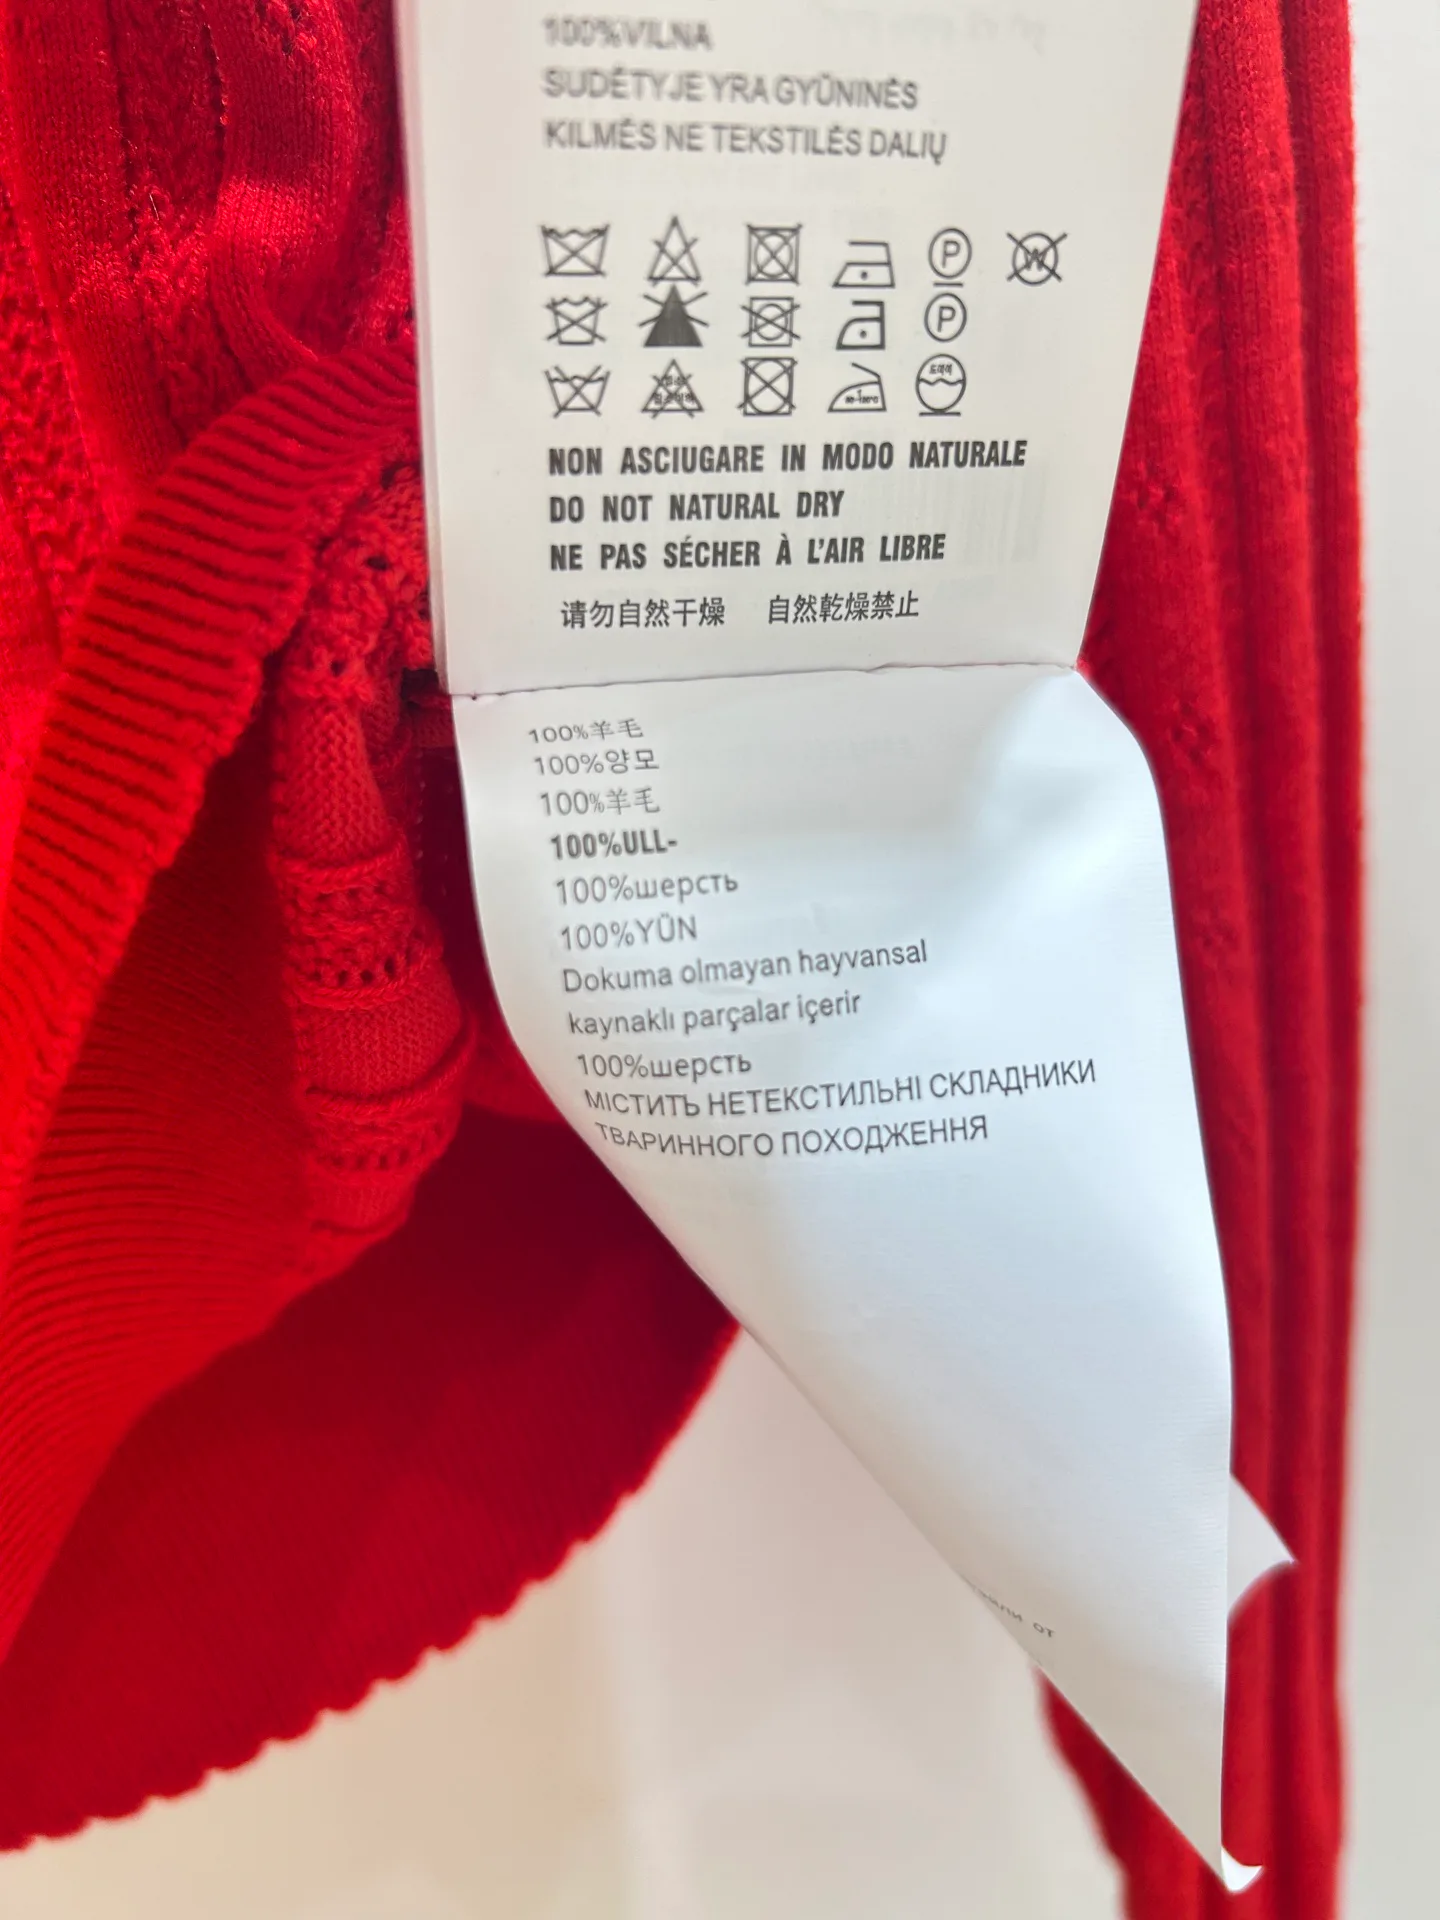 100%VILNA
SUDĖTYJE YRA GYŪNINĖS
KILMĖS NE TEKSTILĖS DALIŲ
P W
P
NON ASCIUGARE IN MODO NATURALE
DO NOT NATURAL DRY
NE PAS SÉCHER À L'AIR LIBRE
请勿自然干燥 自然乾燥禁止
100%羊毛
100%양모
100%羊毛
100%ULL-
100%шерсть
100%YÜN
Dokuma olmayan hayvansal
kaynaklı parçalar içerir
100%шерсть
МІСТИТЬ НЕТЕКСТИЛЬНІ СКЛАДНИКИ
ТВАРИННОГО ПОХОДЖЕННЯ
от